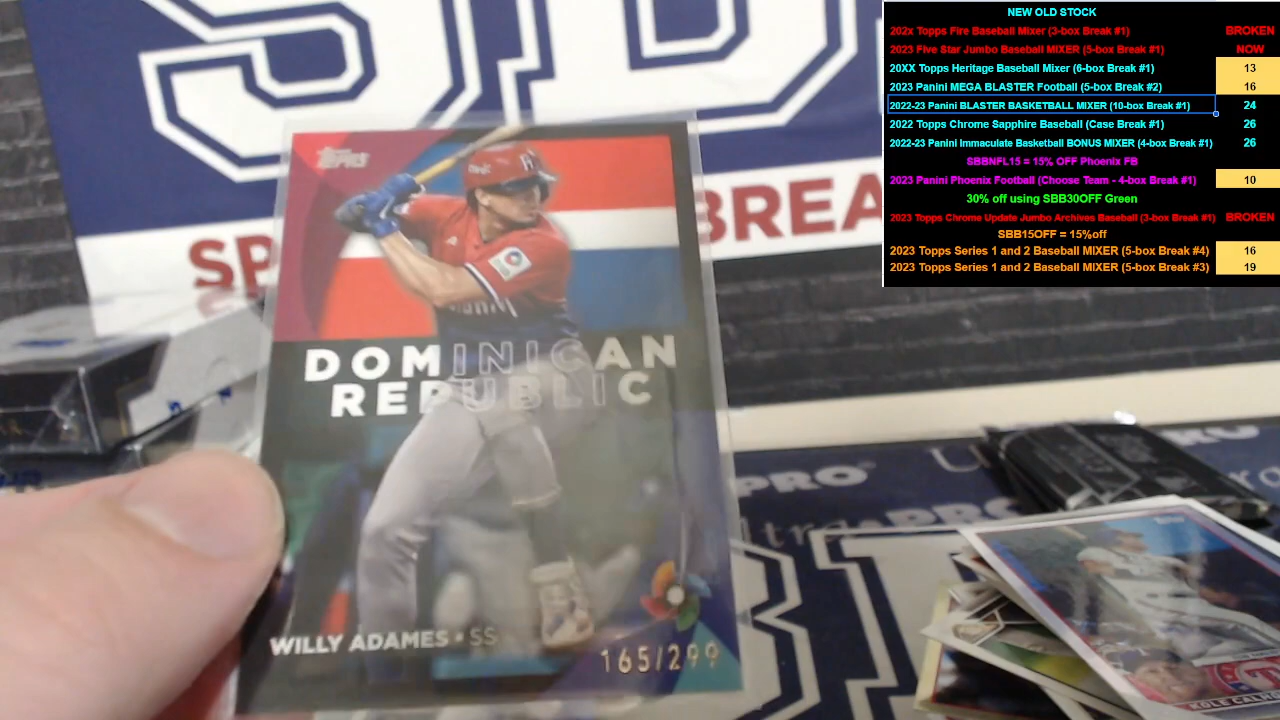 NEW OLD STOCK
202x Topps Fire Baseball Mixer (3-box Break #1) BROKEN
2023 Five Star Jumbo Baseball MIXER (5-box Break #1) NOW
20XX Topps Heritage Baseball Mixer (6-box Break #1) 13
2023 Panini MEGA BLASTER Football (5-box Break #2) 16
2022-23 Panini BLASTER BASKETBALL MIXER (10-box Break #1) 24
2022 Topps Chrome Sapphire Baseball (Case Break #1) 26
2022-23 Panini Immaculate Basketball BONUS MIXER (4-box Break #1) 26
SBBNFL15 = 15% OFF Phoenix FB
2023 Panini Phoenix Football (Choose Team - 4-box Break #1) 10
30% off using SBB30OFF Green
2023 Topps Chrome Update Jumbo Archives Baseball (3-box Break #1) BROKEN
SBB15OFF = 15%off
2023 Topps Series 1 and 2 Baseball MIXER (5-box Break #4) 16
2023 Topps Series 1 and 2 Baseball MIXER (5-box Break #3) 19
SP
BREA
TOPPS
DOMINICAN
REPUBLIC
WILLY ADAMES • SS
165/299
PRO
PRO
KOLE CALH